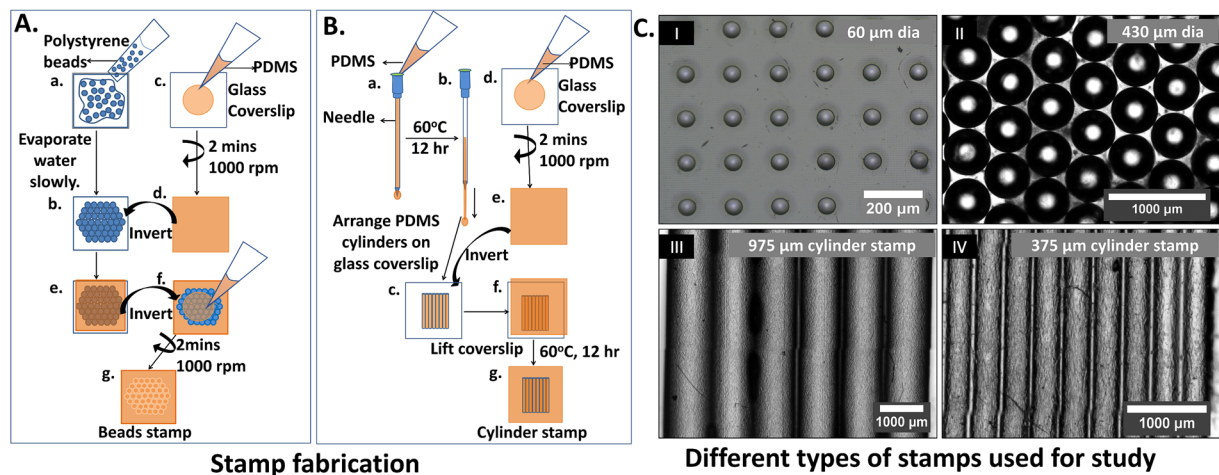 A.
Polystyrene
beads
PDMS
a.
c.
Glass
Coverslip
Evaporate
water
slowly.
2 mins
1000 rpm
b.
d.
Invert
e.
f.
Invert
2mins
1000 rpm
g.
Beads stamp
B.
PDMS
PDMS
a.
b.
d.
Glass
Coverslip
Needle
60°C
12 hr
2 mins
1000 rpm
e.
Arrange PDMS
cylinders on
glass coverslip
Invert
c.
f.
Lift coverslip
60°C, 12 hr
g.
Cylinder stamp
Stamp fabrication
C.
I
60 µm dia
200 µm
II
430 µm dia
1000 µm
III
975 µm cylinder stamp
1000 µm
IV
375 µm cylinder stamp
1000 µm
Different types of stamps used for study